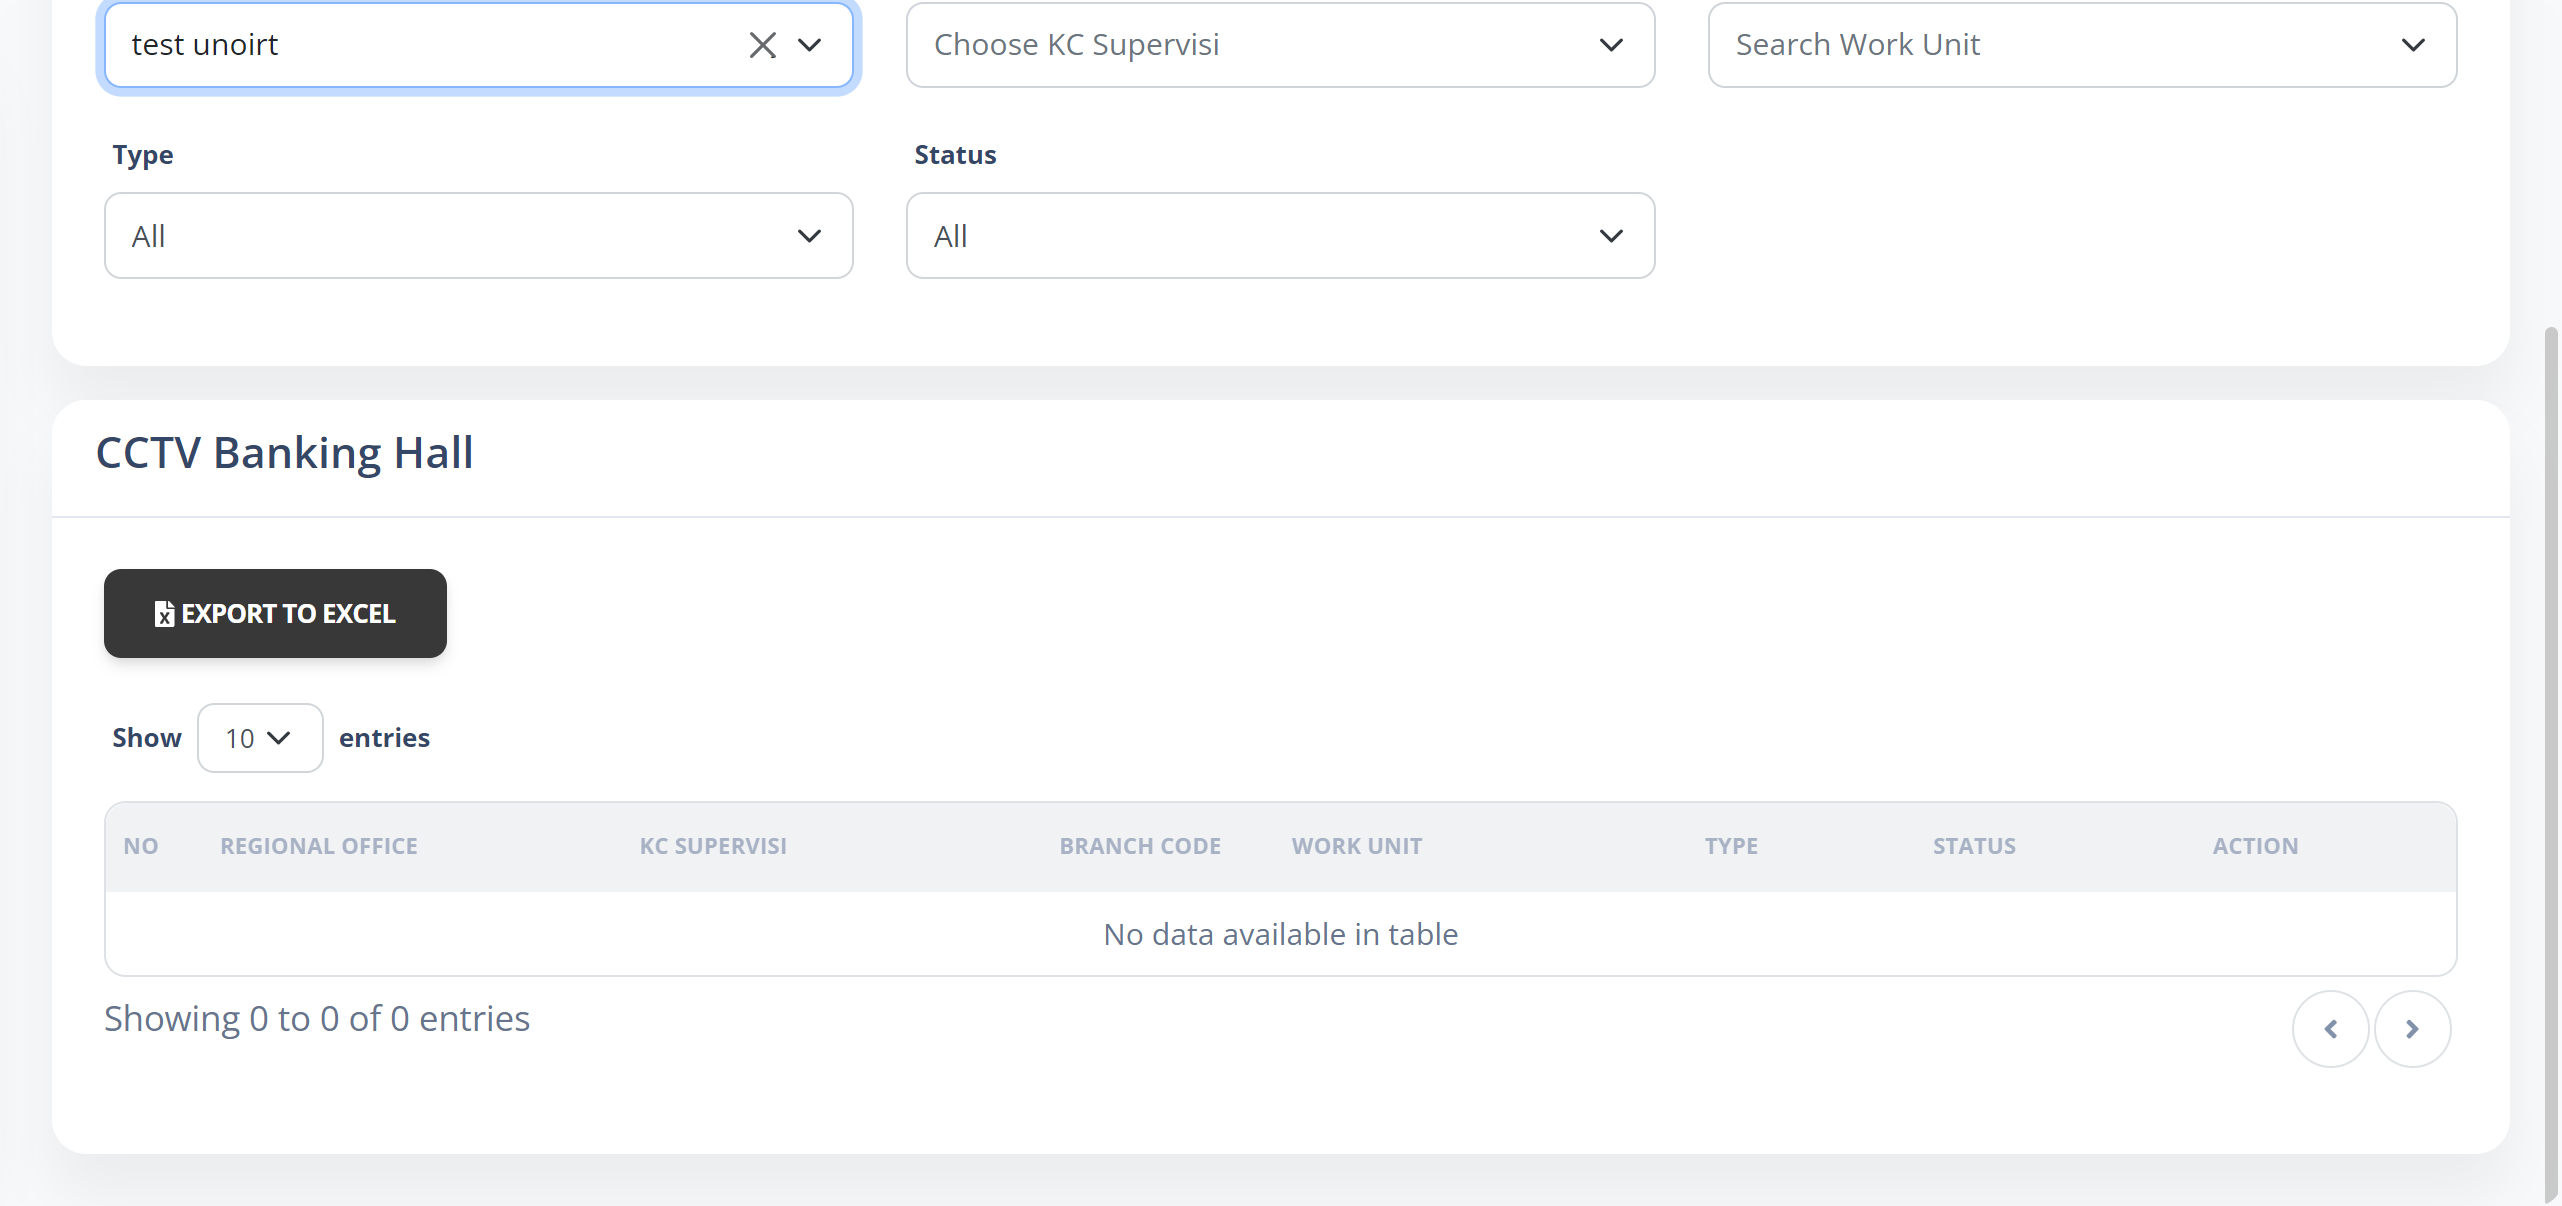 test unoirt
Choose KC Supervisi
Search Work Unit
Type
Status
All
All
CCTV Banking Hall
EXPORT TO EXCEL
Show 10 entries
NO REGIONAL OFFICE KC SUPERVISI BRANCH CODE WORK UNIT TYPE STATUS ACTION
No data available in table
Showing 0 to 0 of 0 entries